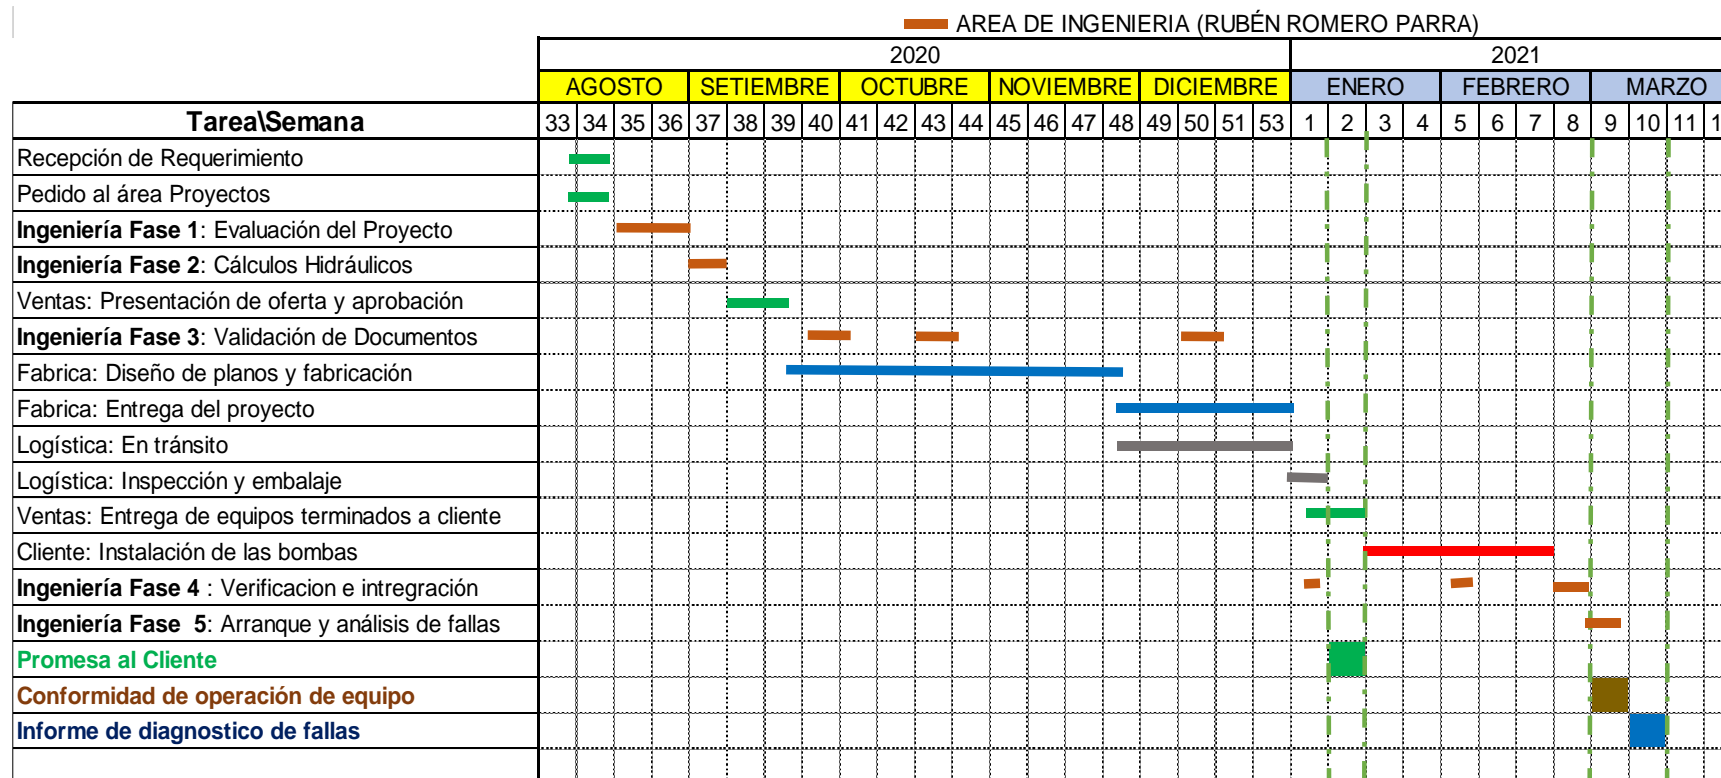 AREA DE INGENIERIA (RUBÉN ROMERO PARRA)
2020 2021
AGOSTO SETIEMBRE OCTUBRE NOVIEMBRE DICIEMBRE ENERO FEBRERO MARZO
Tarea\Semana 33 34 35 36 37 38 39 40 41 42 43 44 45 46 47 48 49 50 51 53 1 2 3 4 5 6 7 8 9 10 11
Recepción de Requerimiento
Pedido al área Proyectos
Ingeniería Fase 1: Evaluación del Proyecto
Ingeniería Fase 2: Cálculos Hidráulicos
Ventas: Presentación de oferta y aprobación
Ingeniería Fase 3: Validación de Documentos
Fabrica: Diseño de planos y fabricación
Fabrica: Entrega del proyecto
Logística: En tránsito
Logística: Inspección y embalaje
Ventas: Entrega de equipos terminados a cliente
Cliente: Instalación de las bombas
Ingeniería Fase 4 : Verificacion e intregración
Ingeniería Fase 5: Arranque y análisis de fallas
Promesa al Cliente
Conformidad de operación de equipo
Informe de diagnostico de fallas